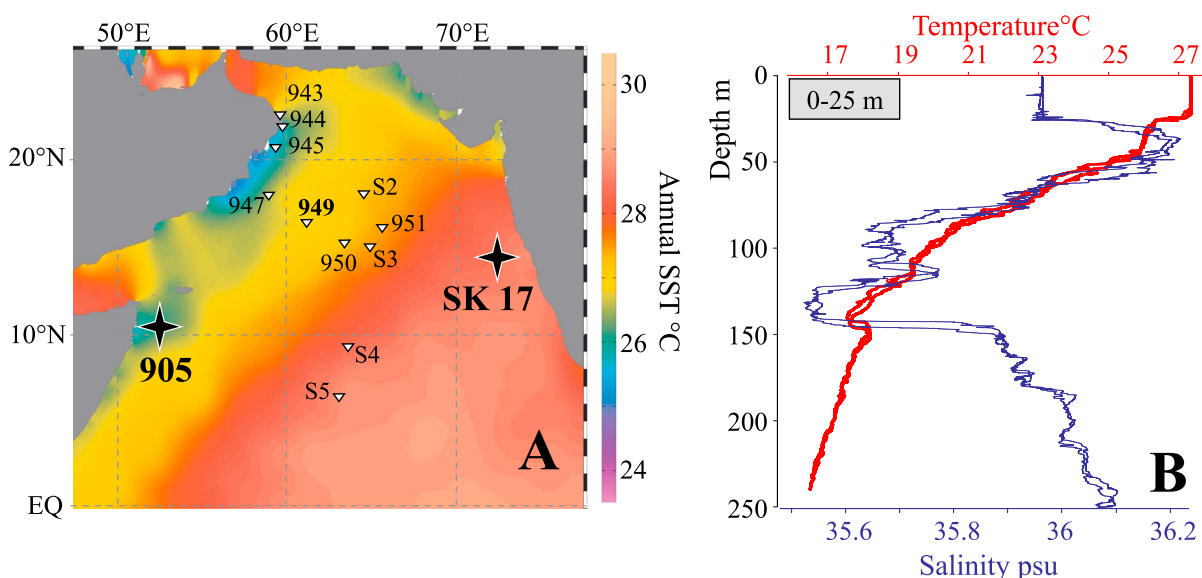 50°E 60°E 70°E
20°N
10°N
EQ
943
944
945
947
949
S2
951
950
S3
SK 17
905
S4
S5
A
30
28
26
24
Annual SST °C
Temperature°C
17 19 20 23 25 27
0-25 m
Depth m
0
50
100
150
200
250
B
35.6 35.8 36 36.2
Salinity psu